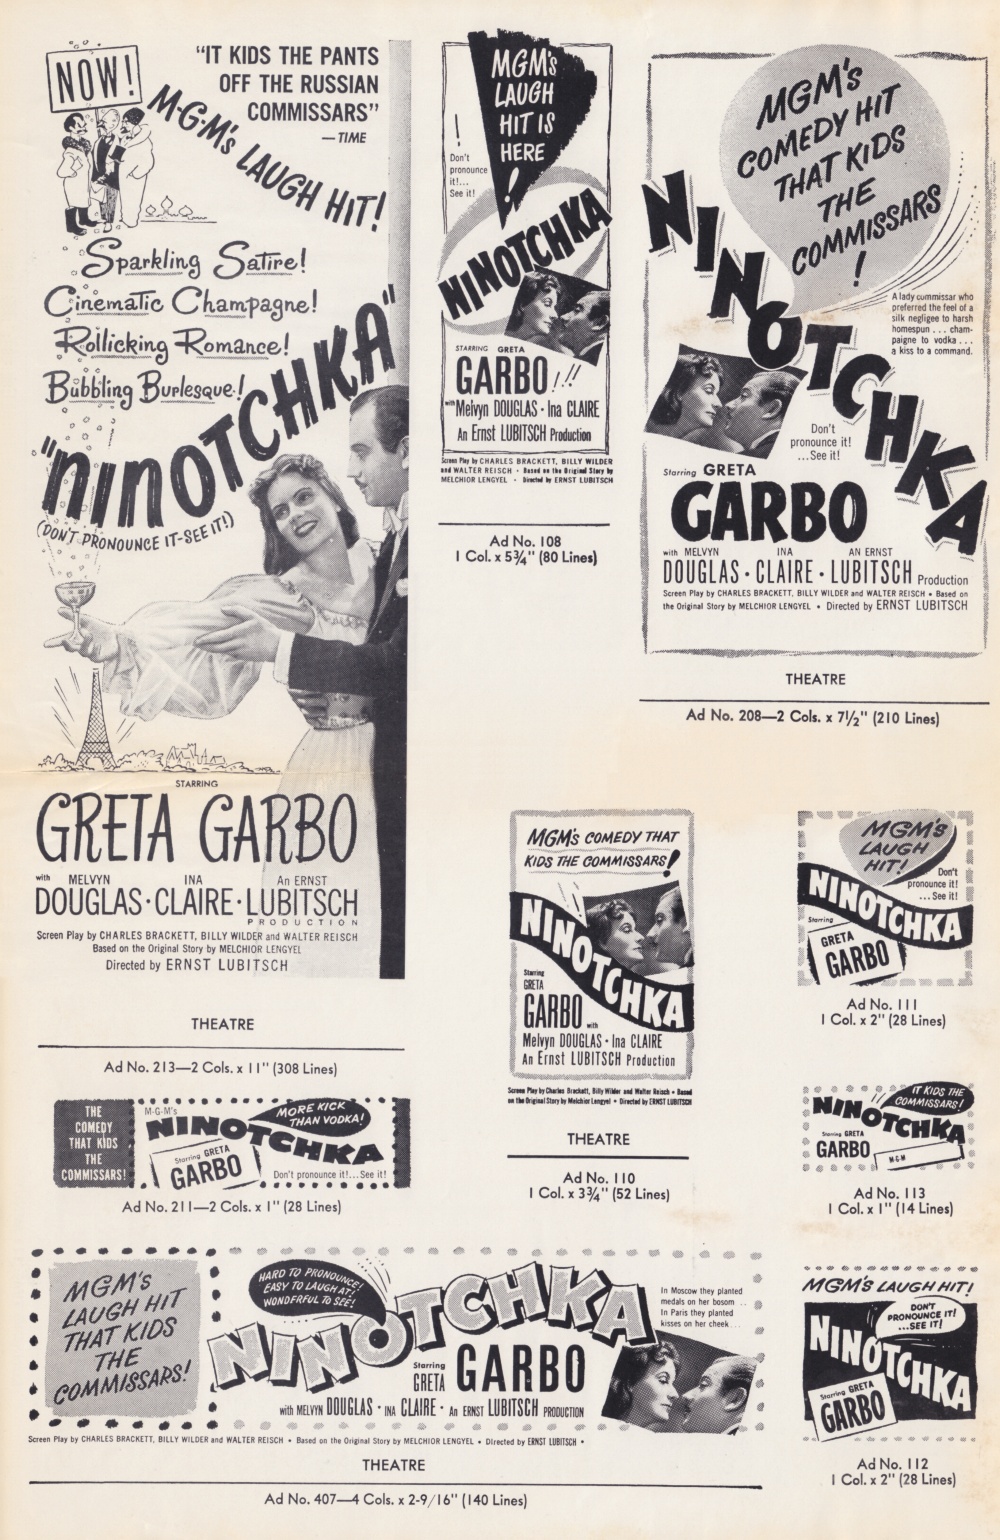 NOW!
"IT KIDS THE PANTS
OFF THE RUSSIAN
COMMISSARS"
—TIME
M-G-M's LAUGH HIT!
Sparkling Satire!
Cinematic Champagne!
Rollicking Romance!
Bubbling Burlesque!
"NINOTCHKA"
(DON'T PRONOUNCE IT-SEE IT!)
STARRING
GRETA GARBO
with MELVYN INA An ERNST
DOUGLAS·CLAIRE·LUBITSCH
PRODUCTION
Screen Play by CHARLES BRACKETT, BILLY WILDER and WALTER REISCH
Based on the Original Story by MELCHIOR LENGYEL
Directed by ERNST LUBITSCH
THEATRE
Ad No. 213—2 Cols. x 11" (308 Lines)
MGM's
LAUGH
HIT IS
HERE
!
!
Don't
pronounce
it!...
See it!
NINOTCHKA
STARRING GRETA
GARBO!!!
with Melvyn DOUGLAS · Ina CLAIRE
An Ernst LUBITSCH Production
Screen Play by CHARLES BRACKETT, BILLY WILDER
and WALTER REISCH · Based on the Original Story by
MELCHIOR LENGYEL · Directed by ERNST LUBITSCH
Ad No. 108
1 Col. x 5¾" (80 Lines)
MGM's
COMEDY HIT
THAT KIDS
THE
COMMISSARS
!
NINOTCHKA
A lady commissar who
preferred the feel of a
silk negligee to harsh
homespun . . . cham-
paigne to vodka . . .
a kiss to a command.
Don't
pronounce it!
...See it!
Starring GRETA
GARBO
with MELVYN INA AN ERNST
DOUGLAS · CLAIRE · LUBITSCH Production
Screen Play by CHARLES BRACKETT, BILLY WILDER and WALTER REISCH • Based on
the Original Story by MELCHIOR LENGYEL • Directed by ERNST LUBITSCH
THEATRE
Ad No. 208—2 Cols. x 7½" (210 Lines)
MGM's COMEDY THAT
KIDS THE COMMISSARS!
NINOTCHKA
Starring
GRETA
GARBO with
Melvyn DOUGLAS · Ina CLAIRE
An Ernst LUBITSCH Production
Screen Play by Charles Brackett, Billy Wilder and Walter Reisch • Based
on the Original Story by Melchior Lengyel • Directed by ERNST LUBITSCH
THEATRE
Ad No. 110
1 Col. x 3¾" (52 Lines)
MGM's
LAUGH
HIT!
Don't
pronounce it!
...See it!
NINOTCHKA
Starring
GRETA
GARBO
Ad No. 111
1 Col. x 2" (28 Lines)
THE
COMEDY
THAT KIDS
THE
COMMISSARS!
M-G-M's
MORE KICK
THAN VODKA!
NINOTCHKA
Starring GRETA
GARBO
Don't pronounce it!...See it!
Ad No. 211—2 Cols. x 1" (28 Lines)
IT KIDS THE
COMMISSARS!
NINOTCHKA
Starring GRETA
GARBO
M-G-M
Ad No. 113
1 Col. x 1" (14 Lines)
MGM's
LAUGH HIT
THAT KIDS
THE
COMMISSARS!
HARD TO PRONOUNCE!
EASY TO LAUGH AT!
WONDERFUL TO SEE!
NINOTCHKA
In Moscow they planted
medals on her bosom ..
In Paris they planted
kisses on her cheek...
Starring
GRETA GARBO
with MELVYN DOUGLAS · INA CLAIRE · An ERNST LUBITSCH PRODUCTION
Screen Play by CHARLES BRACKETT, BILLY WILDER and WALTER REISCH • Based on the Original Story by MELCHIOR LENGYEL • Directed by ERNST LUBITSCH •
THEATRE
Ad No. 407—4 Cols. x 2-9/16" (140 Lines)
MGM's LAUGH HIT!
DON'T
PRONOUNCE IT!
...SEE IT!
NINOTCHKA
Starring GRETA
GARBO
Ad No. 112
1 Col. x 2" (28 Lines)